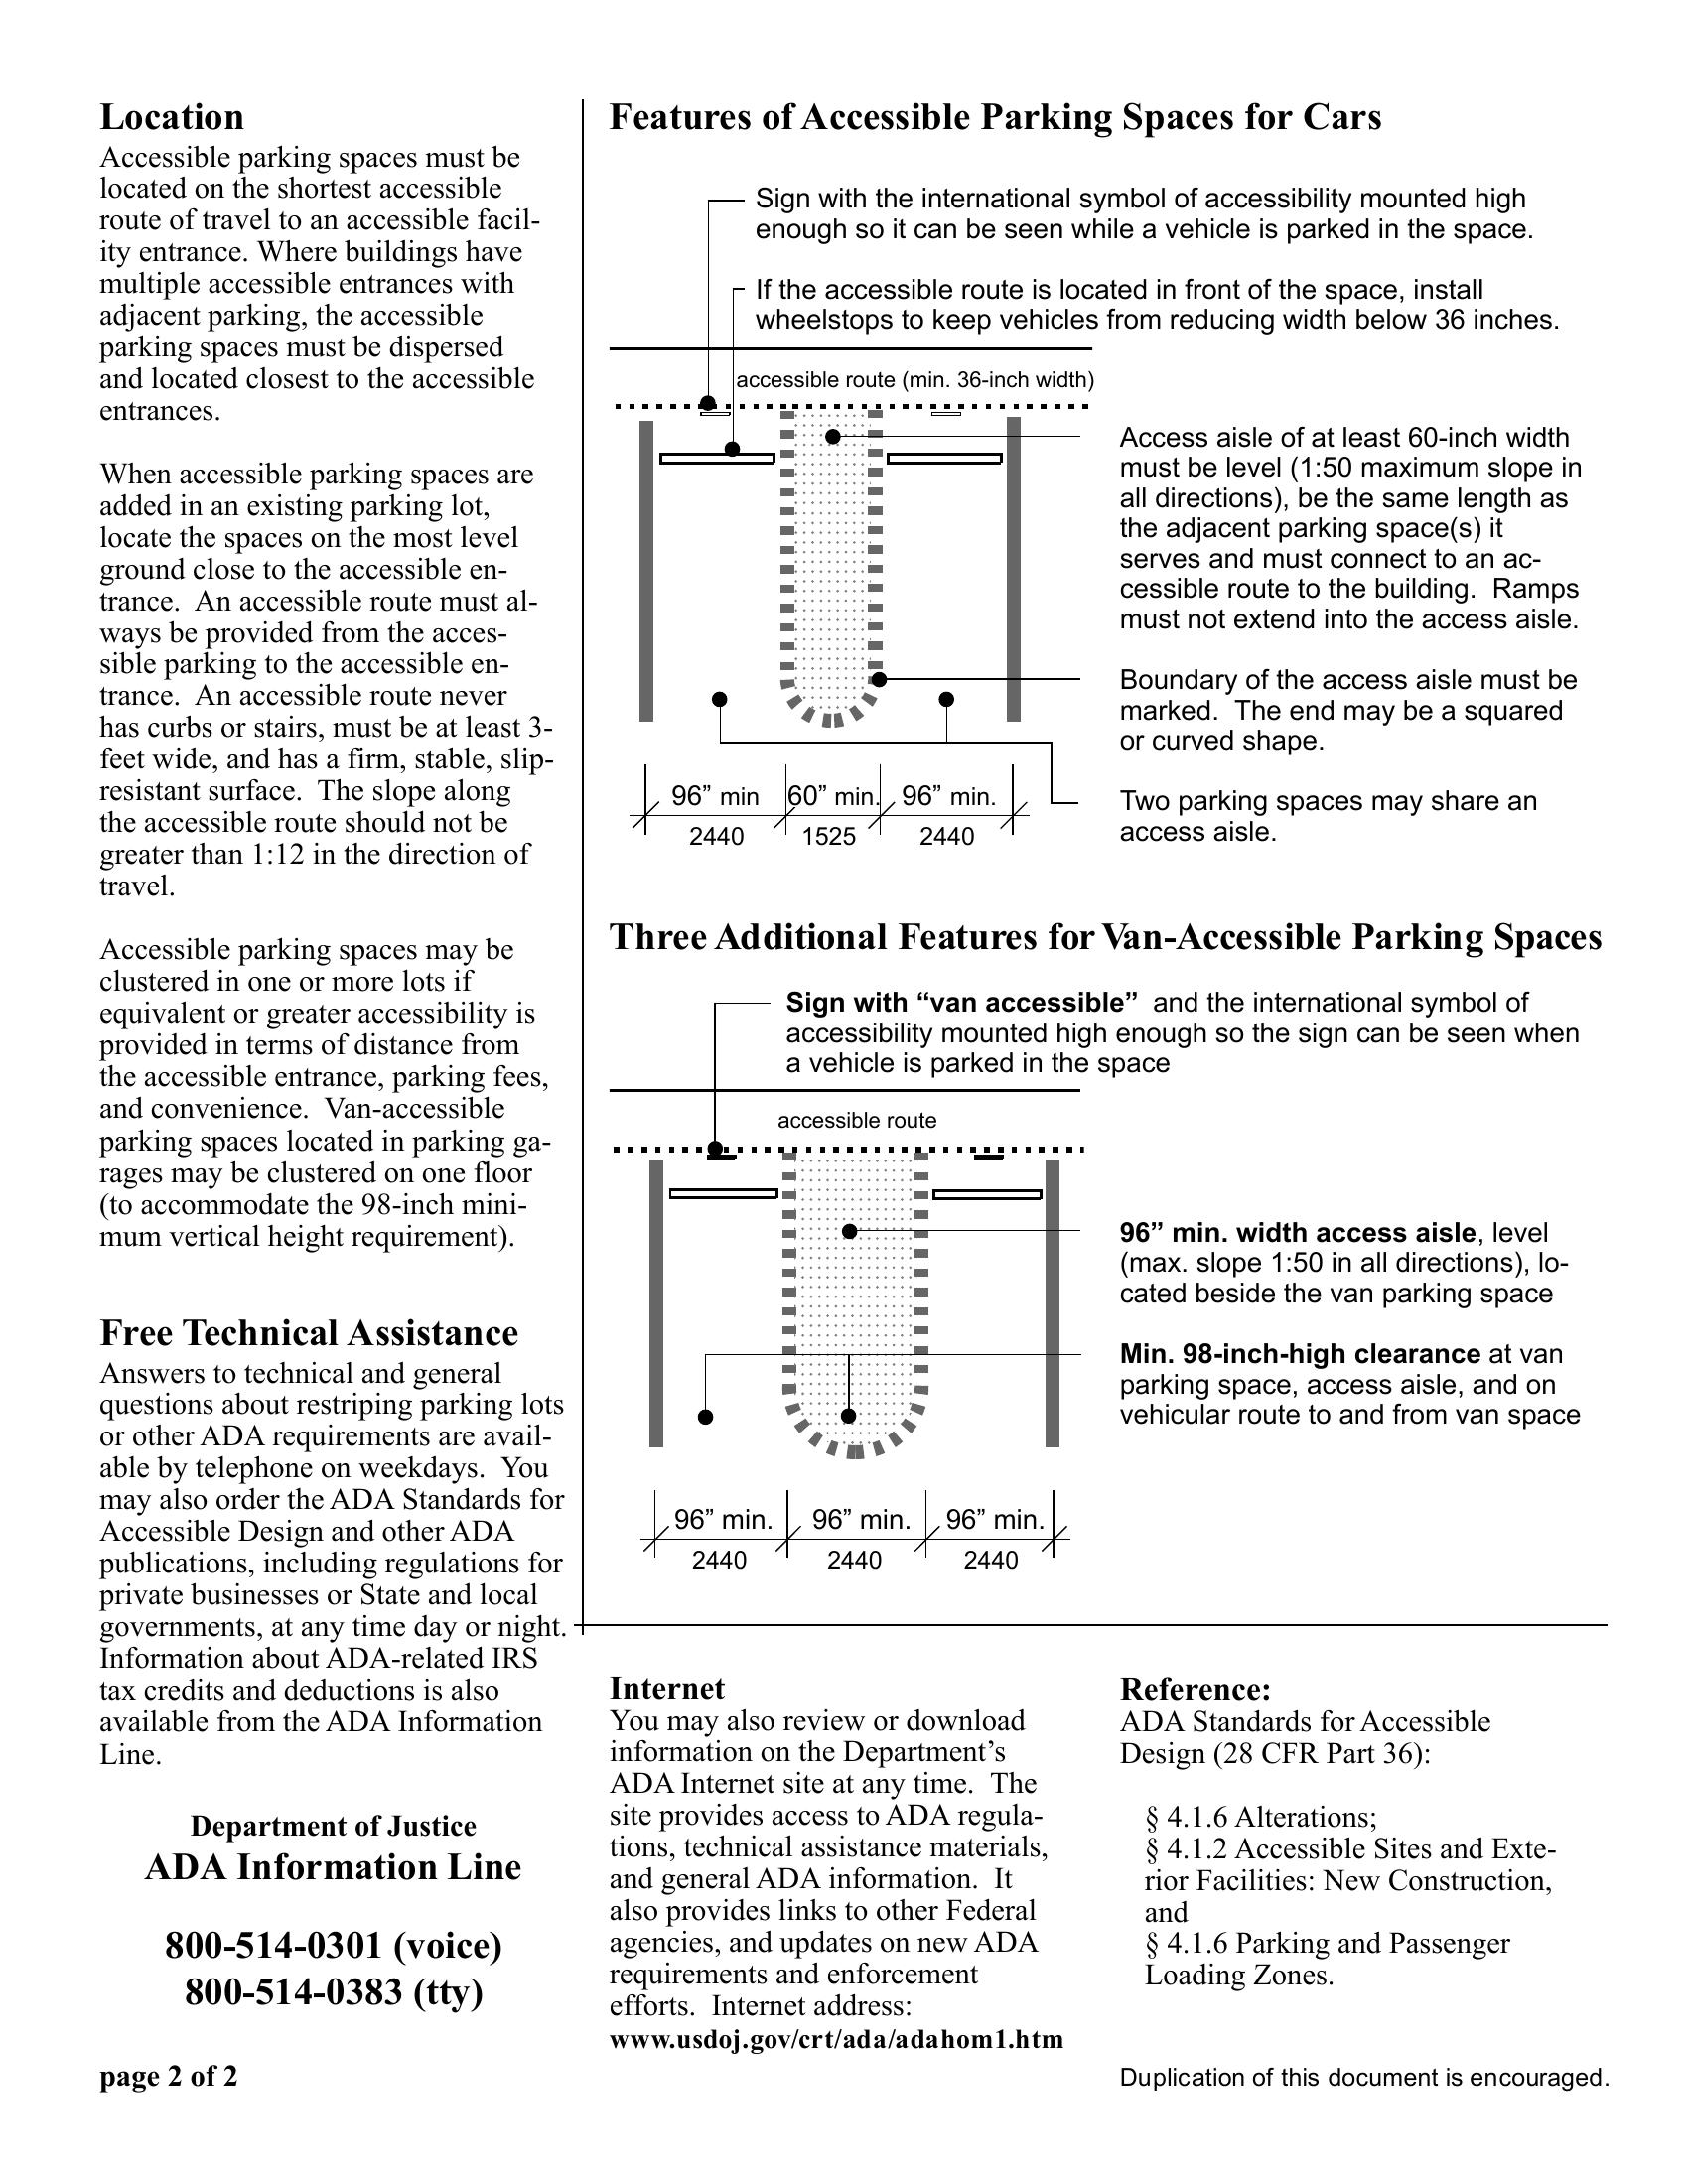 Location
Accessible parking spaces must be
located on the shortest accessible
route of travel to an accessible facil-
ity entrance. Where buildings have
multiple accessible entrances with
adjacent parking, the accessible
parking spaces must be dispersed
and located closest to the accessible
entrances.
When accessible parking spaces are
added in an existing parking lot,
locate the spaces on the most level
ground close to the accessible en-
trance.  An accessible route must al-
ways be provided from the acces-
sible parking to the accessible en-
trance.  An accessible route never
has curbs or stairs, must be at least 3-
feet wide, and has a firm, stable, slip-
resistant surface.  The slope along
the accessible route should not be
greater than 1:12 in the direction of
travel.
Accessible parking spaces may be
clustered in one or more lots if
equivalent or greater accessibility is
provided in terms of distance from
the accessible entrance, parking fees,
and convenience.  Van-accessible
parking spaces located in parking ga-
rages may be clustered on one floor
(to accommodate the 98-inch mini-
mum vertical height requirement).
Free Technical Assistance
Answers to technical and general
questions about restriping parking lots
or other ADA requirements are avail-
able by telephone on weekdays.  You
may also order the ADA Standards for
Accessible Design and other ADA
publications, including regulations for
private businesses or State and local
governments, at any time day or night.
Information about ADA-related IRS
tax credits and deductions is also
available from the ADA Information
Line.
Department of Justice
ADA Information Line
800-514-0301 (voice)
800-514-0383 (tty)
Features of Accessible Parking Spaces for Cars
Sign with the international symbol of accessibility mounted high
enough so it can be seen while a vehicle is parked in the space.
If the accessible route is located in front of the space, install
wheelstops to keep vehicles from reducing width below 36 inches.
accessible route (min. 36-inch width)
Access aisle of at least 60-inch width
must be level (1:50 maximum slope in
all directions), be the same length as
the adjacent parking space(s) it
serves and must connect to an ac-
cessible route to the building.  Ramps
must not extend into the access aisle.
Boundary of the access aisle must be
marked.  The end may be a squared
or curved shape.
Two parking spaces may share an
access aisle.
96” min 60” min. 96” min.
2440 1525 2440
Three Additional Features for Van-Accessible Parking Spaces
Sign with “van accessible”  and the international symbol of
accessibility mounted high enough so the sign can be seen when
a vehicle is parked in the space
accessible route
96” min. width access aisle, level
(max. slope 1:50 in all directions), lo-
cated beside the van parking space
Min. 98-inch-high clearance at van
parking space, access aisle, and on
vehicular route to and from van space
96” min. 96” min. 96” min.
2440 2440 2440
Internet
You may also review or download
information on the Department’s
ADA Internet site at any time.  The
site provides access to ADA regula-
tions, technical assistance materials,
and general ADA information.  It
also provides links to other Federal
agencies, and updates on new ADA
requirements and enforcement
efforts.  Internet address:
www.usdoj.gov/crt/ada/adahom1.htm
Reference:
ADA Standards for Accessible
Design (28 CFR Part 36):
§ 4.1.6 Alterations;
§ 4.1.2 Accessible Sites and Exte-
rior Facilities: New Construction,
and
§ 4.1.6 Parking and Passenger
Loading Zones.
page 2 of 2
Duplication of this document is encouraged.